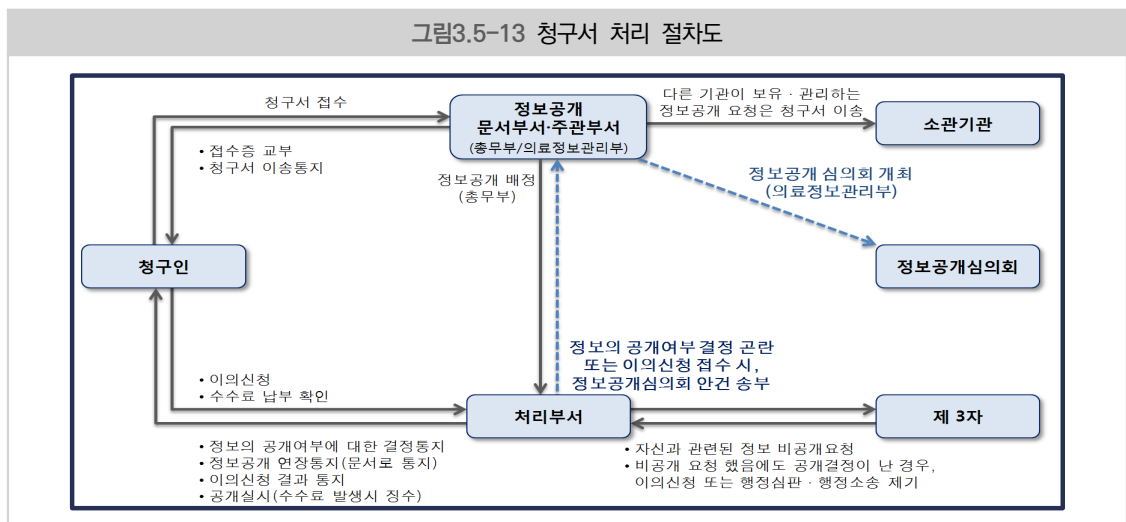 그림3.5-13 청구서 처리 절차도
청구서 접수
정보공개
문서부서·주관부서
(총무부/의료정보관리부)
다른 기관이 보유·관리하는
정보공개 요청은 청구서 이송
소관기관
• 접수증 교부
• 청구서 이송통지
정보공개 배정
(총무부)
정보공개 심의회 개최
(의료정보관리부)
청구인
정보공개심의회
정보의 공개여부 결정 곤란
또는 이의신청 접수 시,
정보공개심의회 안건 송부
• 이의신청
• 수수료 납부 확인
처리부서
제 3자
• 정보의 공개여부에 대한 결정통지
• 정보공개 연장통지(문서로 통지)
• 이의신청 결과 통지
• 공개실시(수수료 발생시 징수)
• 자신과 관련된 정보 비공개요청
• 비공개 요청 했음에도 공개결정이 난 경우,
이의신청 또는 행정심판·행정소송 제기